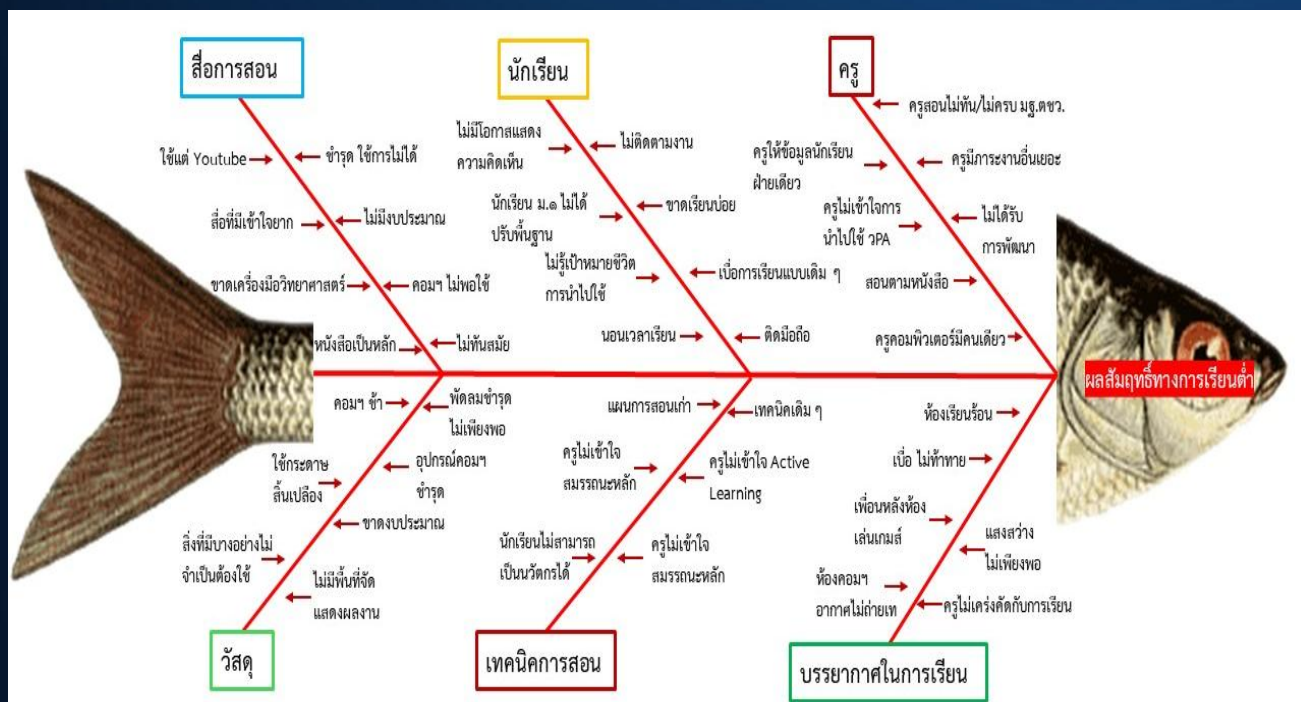 สื่อการสอน
นักเรียน
ครู
ใช้แต่ Youtube
ชำรุด ใช้การไม่ได้
สื่อที่มีเข้าใจยาก
ไม่มีงบประมาณ
ขาดเครื่องมือวิทยาศาสตร์
คอมฯ ไม่พอใช้
หนังสือเป็นหลัก
ไม่ทันสมัย
ไม่มีโอกาสแสดง
ความคิดเห็น
ไม่ติดตามงาน
นักเรียน ม.๑ ไม่ได้
ปรับพื้นฐาน
ขาดเรียนบ่อย
ไม่รู้เป้าหมายชีวิต
การนำไปใช้
เบื่อการเรียนแบบเดิม ๆ
นอนเวลาเรียน
ติดมือถือ
ครูสอนไม่ทัน/ไม่ครบ มฐ.ตชว.
ครูให้ข้อมูลนักเรียน
ฝ่ายเดียว
ครูมีภาระงานอื่นเยอะ
ครูไม่เข้าใจการ
นำไปใช้ วPA
ไม่ได้รับ
การพัฒนา
สอนตามหนังสือ
ครูคอมพิวเตอร์มีคนเดียว
ผลสัมฤทธิ์ทางการเรียนต่ำ
คอมฯ ช้า
พัดลมชำรุด
ไม่เพียงพอ
ใช้กระดาษ
สิ้นเปลือง
อุปกรณ์คอมฯ
ชำรุด
ขาดงบประมาณ
สิ่งที่มีบางอย่างไม่
จำเป็นต้องใช้
ไม่มีพื้นที่จัด
แสดงผลงาน
วัสดุ
แผนการสอนเก่า
เทคนิคเดิม ๆ
ครูไม่เข้าใจ
สมรรถนะหลัก
ครูไม่เข้าใจ Active
Learning
นักเรียนไม่สามารถ
เป็นนวัตกรได้
ครูไม่เข้าใจ
สมรรถนะหลัก
เทคนิคการสอน
ห้องเรียนร้อน
เบื่อ ไม่ท้าทาย
เพื่อนหลังห้อง
เล่นเกมส์
แสงสว่าง
ไม่เพียงพอ
ห้องคอมฯ
อากาศไม่ถ่ายเท
ครูไม่เคร่งคัดกับการเรียน
บรรยากาศในการเรียน